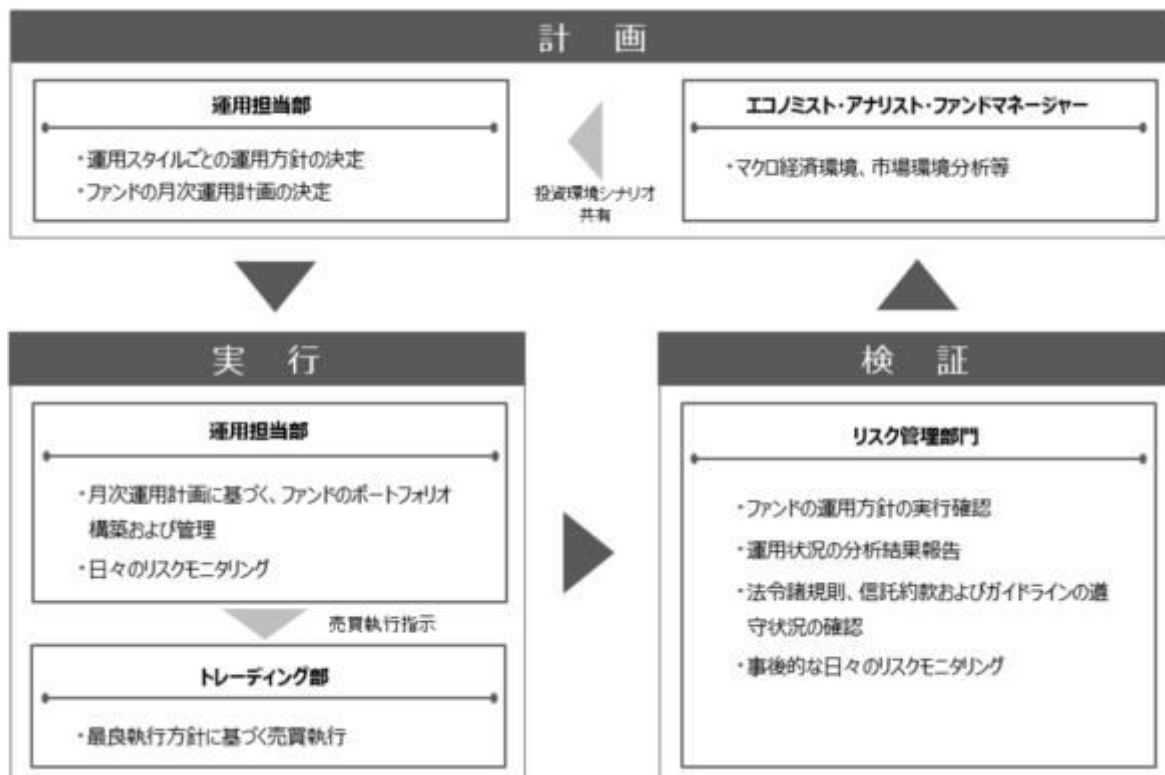 計 画
運用担当部
・運用スタイルごとの運用方針の決定
・ファンドの月次運用計画の決定
投資環境シナリオ
共有
エコノミスト・アナリスト・ファンドマネージャー
・マクロ経済環境、市場環境分析等
実 行
運用担当部
・月次運用計画に基づく、ファンドのポートフォリオ
構築および管理
・日々のリスクモニタリング
売買執行指示
トレーディング部
・最良執行方針に基づく売買執行
検 証
リスク管理部門
・ファンドの運用方針の実行確認
・運用状況の分析結果報告
・法令諸規則、信託約款およびガイドラインの遵
守状況の確認
・事後的な日々のリスクモニタリング